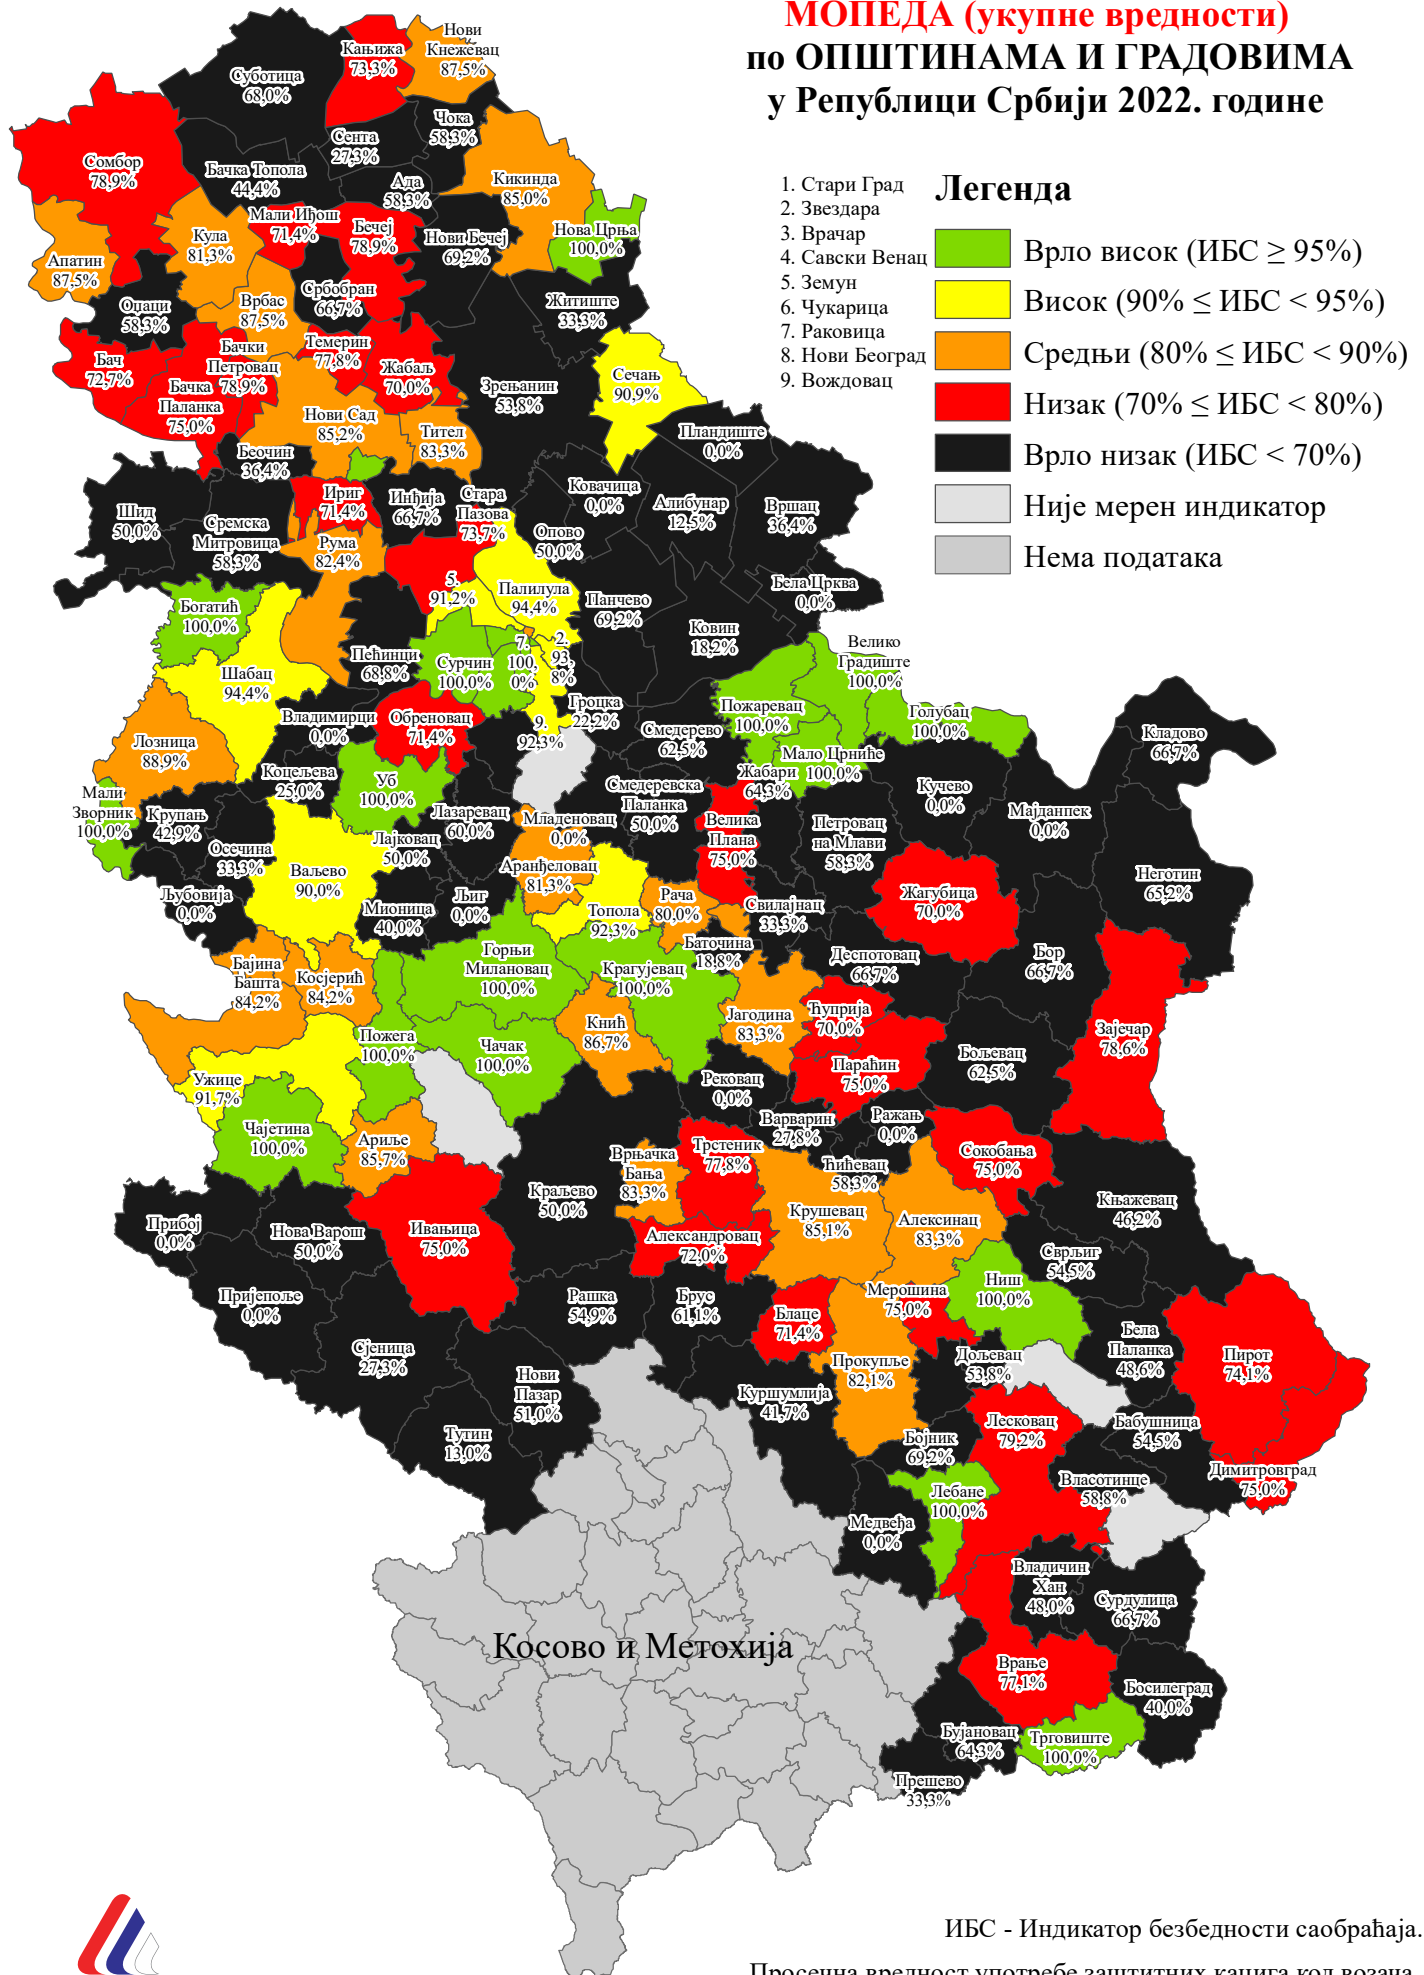 МОПЕДА (укупне вредности)
по ОПШТИНАМА И ГРАДОВИМА
у Републици Србији 2022. године
1. Стари Град
2. Звездара
3. Врачар
4. Савски Венац
5. Земун
6. Чукарица
7. Раковица
8. Нови Београд
9. Вождовац
Легенда
Врло висок (ИБС ≥ 95%)
Висок (90% ≤ ИБС < 95%)
Средњи (80% ≤ ИБС < 90%)
Низак (70% ≤ ИБС < 80%)
Врло низак (ИБС < 70%)
Није мерен индикатор
Нема података
Нови
Кнежевац
87,5%
Кањижа
73,3%
Суботица
68,0%
Чока
58,3%
Сента
27,3%
Сомбор
78,9%
Бачка Топола
44,4%
Ада
58,3%
Кикинда
85,0%
Мали Иђош
71,4%
Бечеј
78,9%
Нови Бечеј
69,2%
Нова Црња
100,0%
Кула
81,3%
Апатин
87,5%
Оџаци
58,3%
Врбас
87,5%
Србобран
66,7%
Житиште
33,3%
Бач
72,7%
Бачки
Петровац
78,9%
Темерин
77,8%
Жабаљ
70,0%
Бачка
Паланка
75,0%
Зрењанин
53,8%
Сечањ
90,9%
Нови Сад
85,2%
Тител
83,3%
Пландиште
0,0%
Беочин
36,4%
Шид
50,0%
Сремска
Митровица
58,3%
Ириг
71,4%
Инђија
66,7%
Стара
Пазова
73,7%
Ковачица
0,0%
Алибунар
12,5%
Вршац
36,4%
Рума
82,4%
Опово
50,0%
5.
91,2%
Палилула
94,4%
Панчево
69,2%
Бела Црква
0,0%
Богатић
100,0%
Ковин
18,2%
Шабац
94,4%
Пећинци
68,8%
Сурчин
100,0%
7.
100,
0%
2.
93,
8%
Велико
Градиште
100,0%
Владимирци
0,0%
Обреновац
71,4%
9.
92,3%
Гроцка
22,2%
Пожаревац
100,0%
Голубац
100,0%
Лозница
88,9%
Смедерево
62,5%
Мало Црниће
100,0%
Кладово
66,7%
Коцељева
25,0%
Уб
100,0%
Жабари
64,3%
Кучево
0,0%
Мали
Зворник
100,0%
Крупањ
42,9%
Лазаревац
60,0%
Младеновац
0,0%
Смедеревска
Паланка
50,0%
Велика
Плана
75,0%
Петровац
на Млави
58,3%
Мајданпек
0,0%
Осечина
33,3%
Лајковац
50,0%
Ваљево
90,0%
Аранђеловац
81,3%
Љубовија
0,0%
Мионица
40,0%
Љиг
0,0%
Топола
92,3%
Рача
80,0%
Свилајнац
33,3%
Жагубица
70,0%
Неготин
65,2%
Баточина
18,8%
Деспотовац
66,7%
Бор
66,7%
Бајина
Башта
84,2%
Косјерић
84,2%
Горњи
Милановац
100,0%
Крагујевац
100,0%
Јагодина
83,3%
Ћуприја
70,0%
Зајечар
78,6%
Пожега
100,0%
Чачак
100,0%
Кнић
86,7%
Параћин
75,0%
Бољевац
62,5%
Ужице
91,7%
Рековац
0,0%
Чајетина
100,0%
Ариље
85,7%
Варварин
27,8%
Ражањ
0,0%
Сокобања
75,0%
Врњачка
Бања
83,3%
Трстеник
77,8%
Ћићевац
58,3%
Краљево
50,0%
Крушевац
85,1%
Алексинац
83,3%
Књажевац
46,2%
Прибој
0,0%
Нова Варош
50,0%
Ивањица
75,0%
Александровац
72,0%
Сврљиг
54,5%
Пријепоље
0,0%
Рашка
54,9%
Брус
61,1%
Блаце
71,4%
Мерошина
75,0%
Ниш
100,0%
Сјеница
27,3%
Нови
Пазар
51,0%
Прокупље
82,1%
Дољевац
53,8%
Бела
Паланка
48,6%
Пирот
74,1%
Куршумлија
41,7%
Тутин
13,0%
Бојник
69,2%
Лесковац
79,2%
Бабушница
54,5%
Лебане
100,0%
Власотинце
58,8%
Димитровград
75,0%
Медвеђа
0,0%
Владичин
Хан
48,0%
Сурдулица
66,7%
Косово и Метохија
Врање
77,1%
Босилеград
40,0%
Бујановац
64,3%
Трговиште
100,0%
Прешево
33,3%
ИБС - Индикатор безбедности саобраћаја.
Просечна вредност употребе заштитних кацига код возача